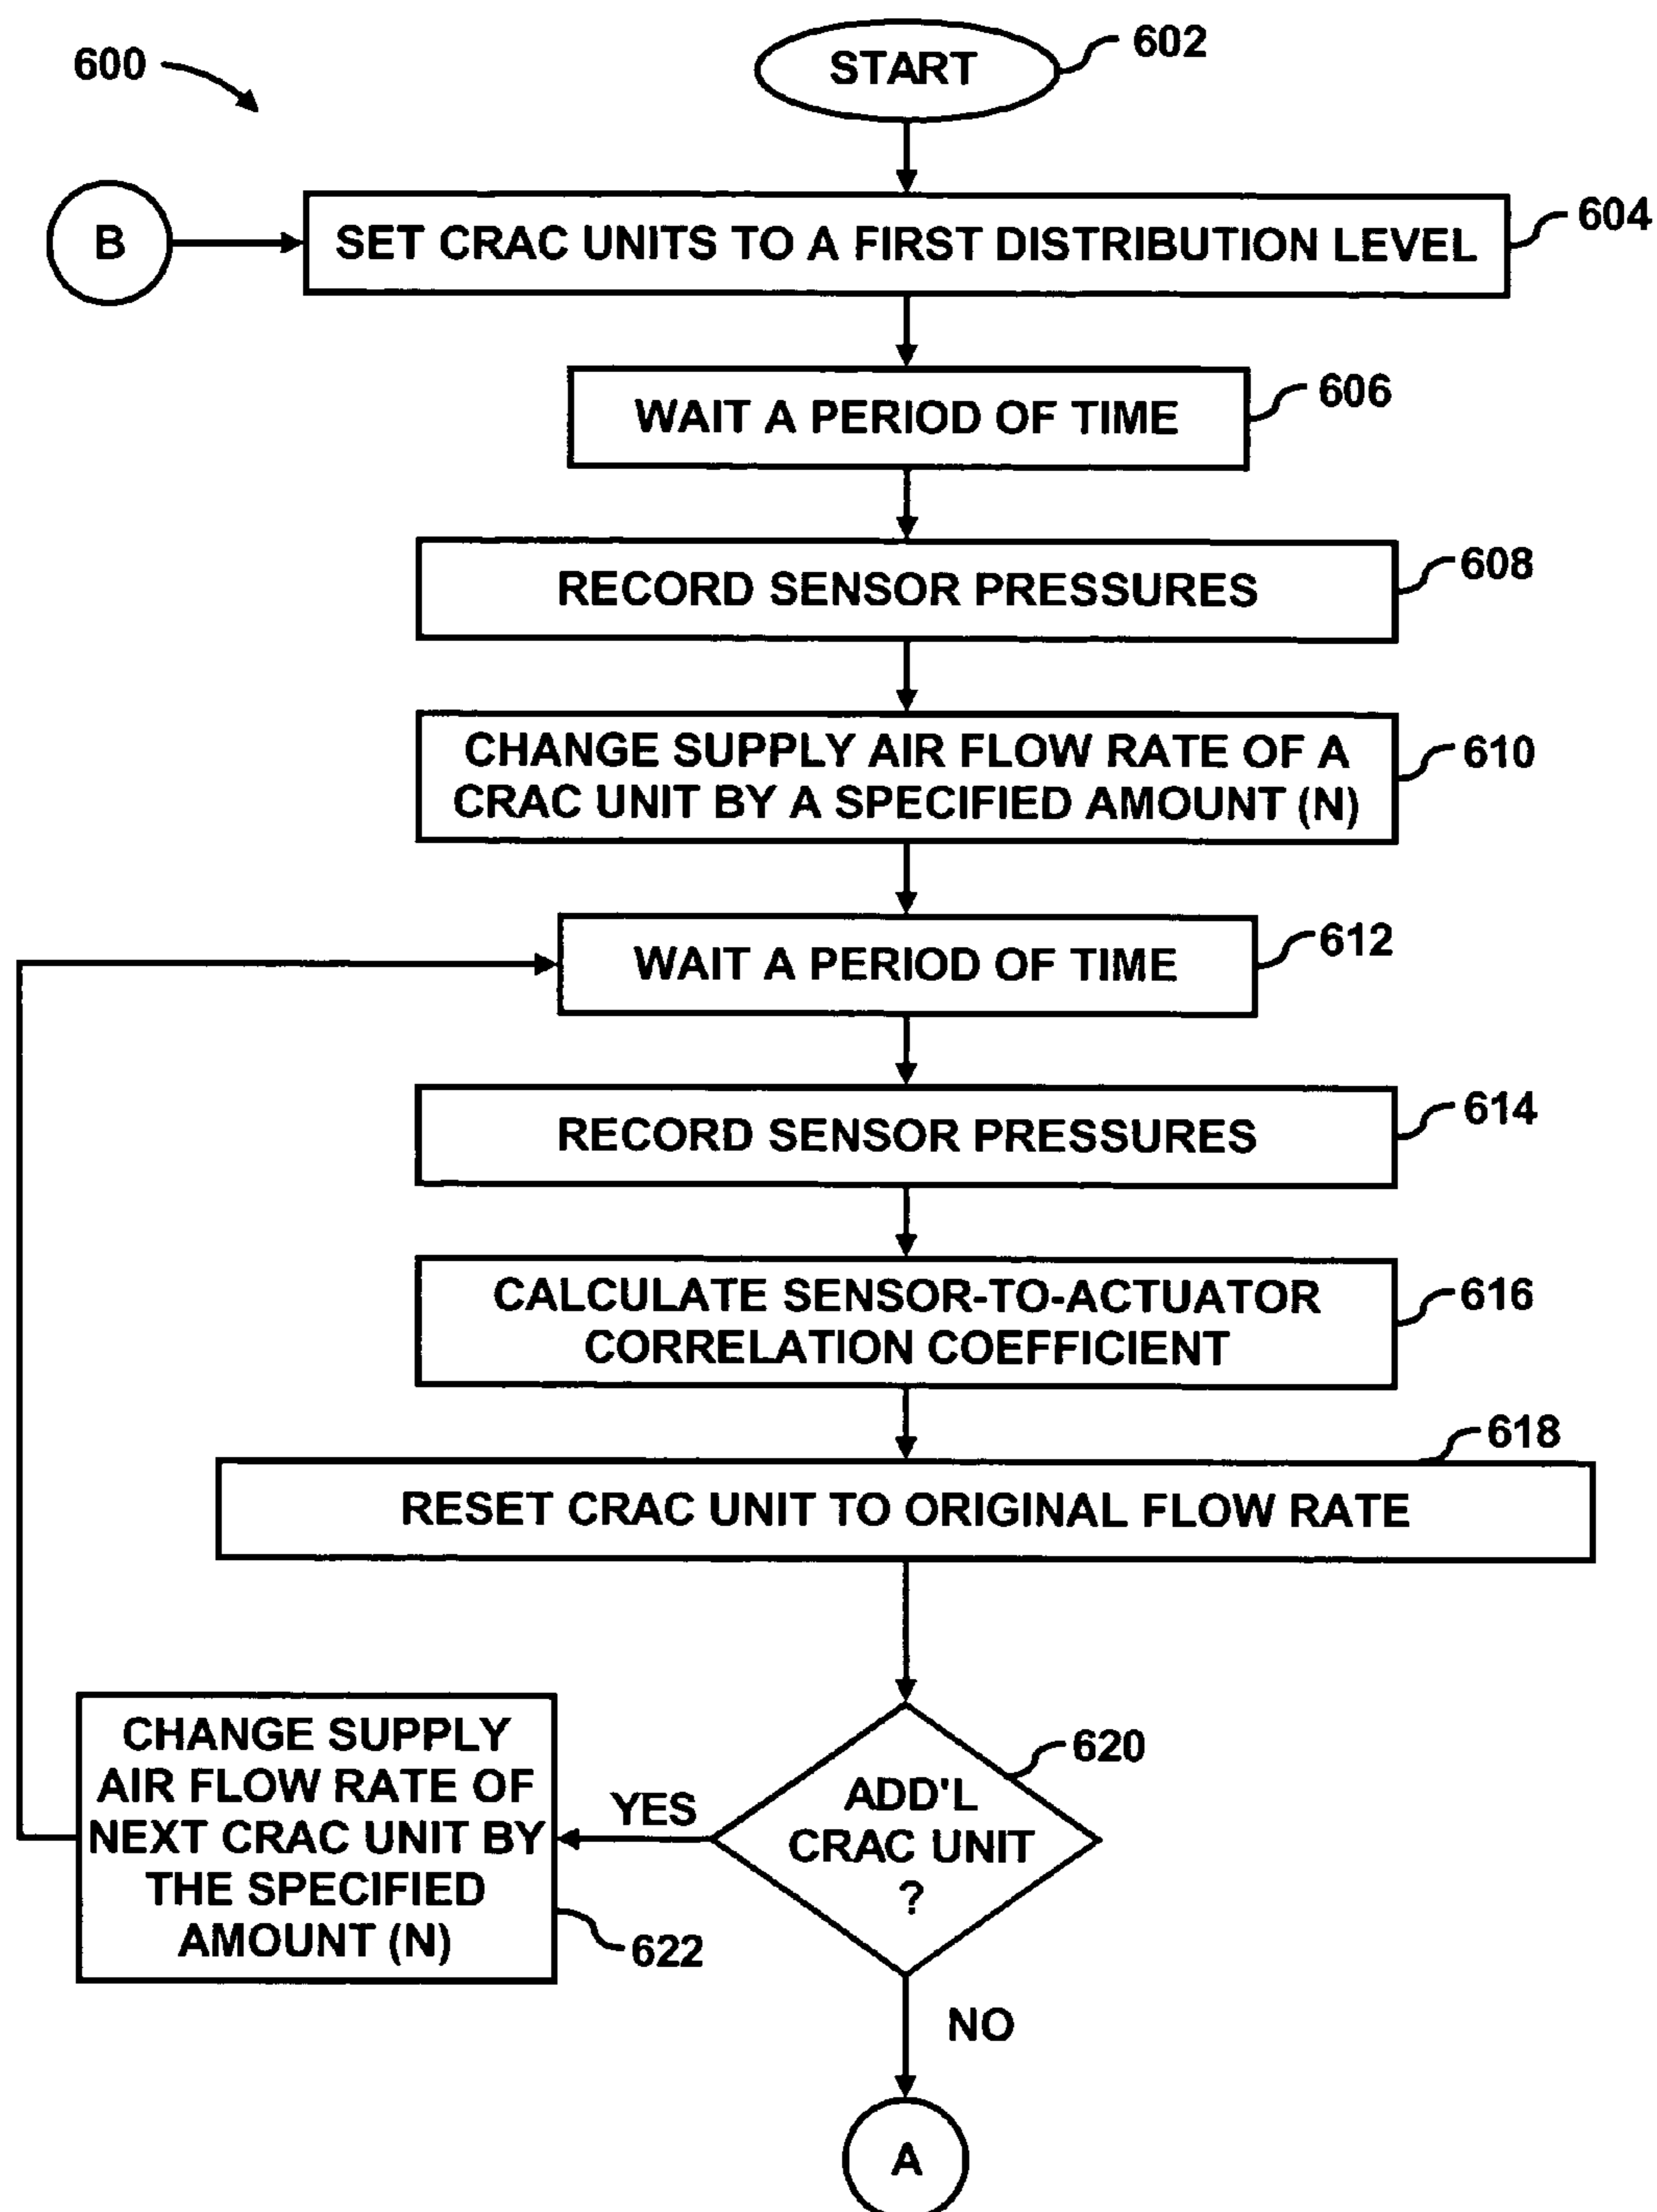 600
START
602
B
SET CRAC UNITS TO A FIRST DISTRIBUTION LEVEL
604
WAIT A PERIOD OF TIME
606
RECORD SENSOR PRESSURES
608
CHANGE SUPPLY AIR FLOW RATE OF A
CRAC UNIT BY A SPECIFIED AMOUNT (N)
610
WAIT A PERIOD OF TIME
612
RECORD SENSOR PRESSURES
614
CALCULATE SENSOR-TO-ACTUATOR
CORRELATION COEFFICIENT
616
618
RESET CRAC UNIT TO ORIGINAL FLOW RATE
620
ADD'L
CRAC UNIT
?
YES
CHANGE SUPPLY
AIR FLOW RATE OF
NEXT CRAC UNIT BY
THE SPECIFIED
AMOUNT (N)
622
NO
A